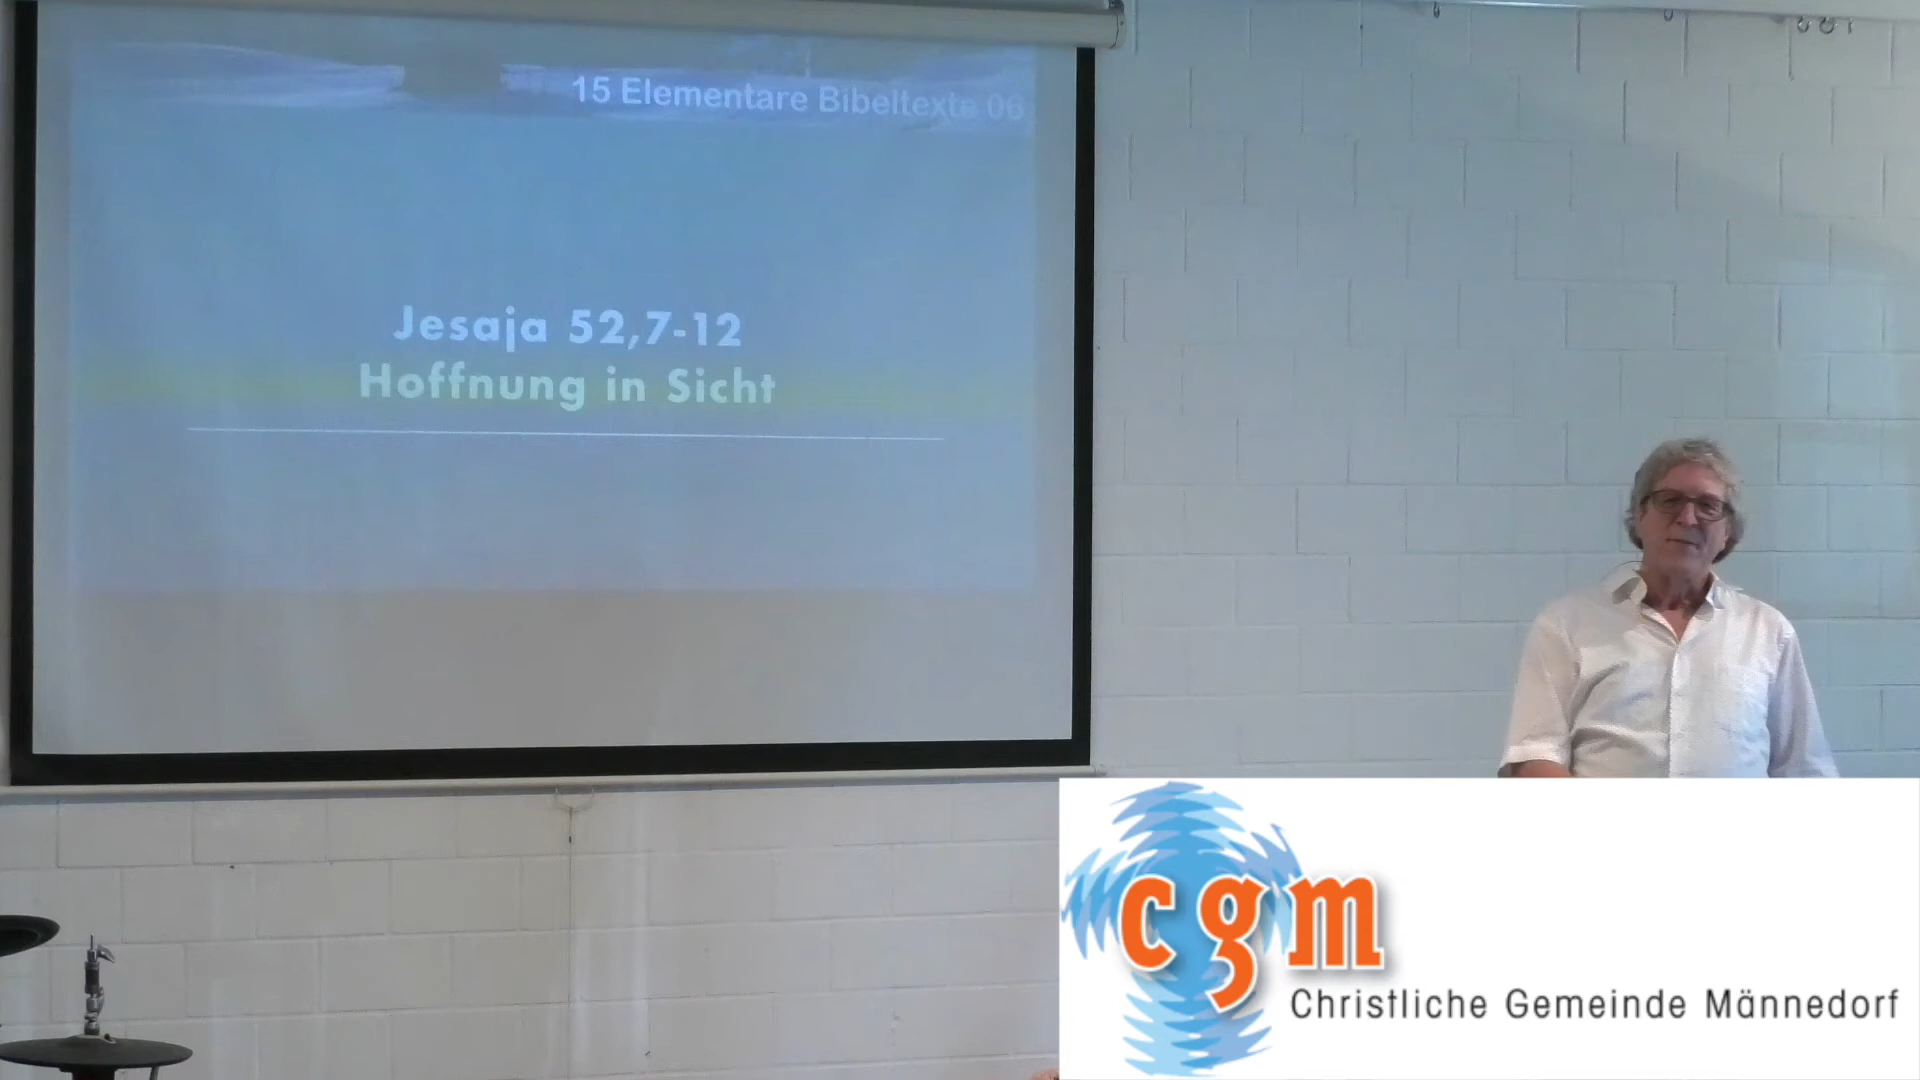 15 Elementare Bibeltexte 06
Jesaja 52,7-12
Hoffnung in Sicht
cgm
Christliche Gemeinde Männedorf